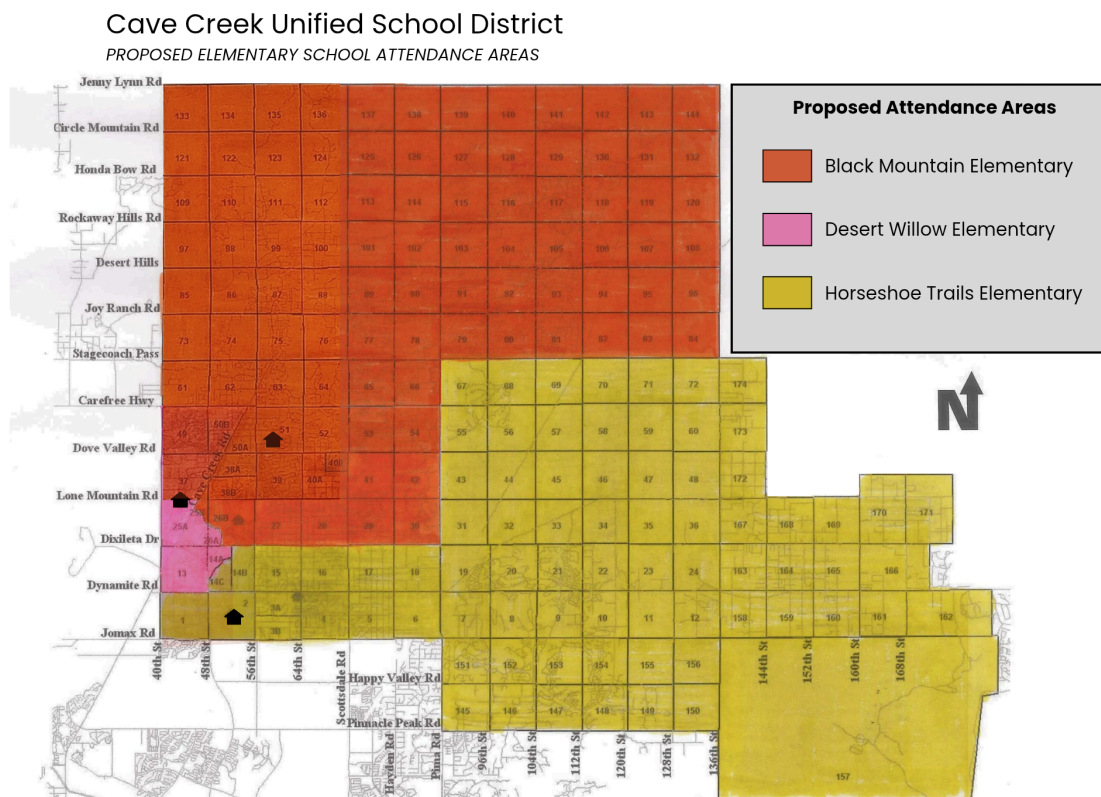 Cave Creek Unified School District
PROPOSED ELEMENTARY SCHOOL ATTENDANCE AREAS
Proposed Attendance Areas
Black Mountain Elementary
Desert Willow Elementary
Horseshoe Trails Elementary
N
Jenny Lynn Rd
Circle Mountain Rd
Honda Bow Rd
Rockaway Hills Rd
Desert Hills
Joy Ranch Rd
Stagecoach Pass
Carefree Hwy
Dove Valley Rd
Lone Mountain Rd
Dixileta Dr
Dynamite Rd
Jomax Rd
Happy Valley Rd
Pinnacle Peak Rd
Cave Creek Rd
40th St
48th St
56th St
64th St
Scottsdale Rd
Hayden Rd
Pima Rd
96th St
104th St
112th St
120th St
128th St
136th St
144th St
152th St
160th St
168th St
133 134 135 136 137 138 139 140 141 142 143 144
121 122 123 124 125 126 127 128 129 130 131 132
109 110 111 112 113 114 115 116 117 118 119 120
97 98 99 100 101 102 103 104 105 106 107 108
85 86 87 88 89 90 91 92 93 94 95 96
73 74 75 76 77 78 79 80 81 82 83 84
61 62 63 64 65 66 67 68 69 70 71 72 174
49 50B 50A 51 52 53 54 55 56 57 58 59 60 173
37 38A 38B 39 40A 41 42 43 44 45 46 47 48 172
25A 26B 27 28 29 30 31 32 33 34 35 36 167 168 169 170 171
13 14A 14B 14C 15 16 17 18 19 20 21 22 23 24 163 164 165 166
1 2 3A 3B 4 5 6 7 8 9 10 11 12 158 159 160 161 162
151 152 153 154 155 156
145 146 147 148 149 150
157